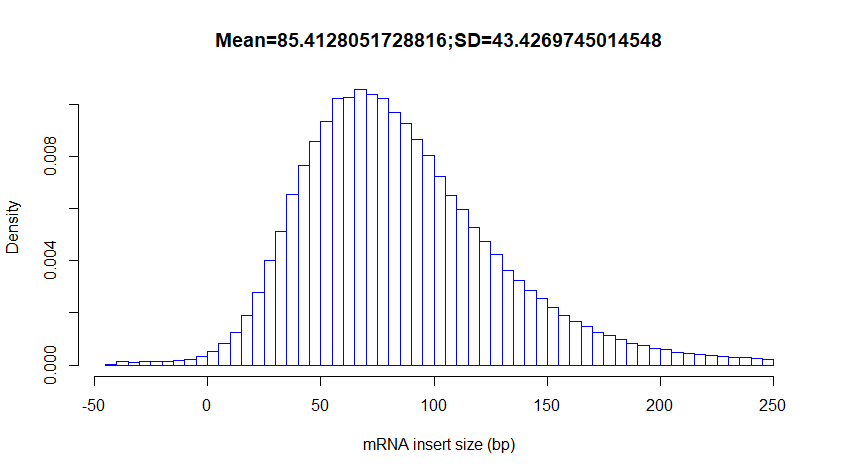 Mean=85.4128051728816;SD=43.4269745014548
Density
0.008
0.004
0.000
-50 0 50 100 150 200 250
mRNA insert size (bp)